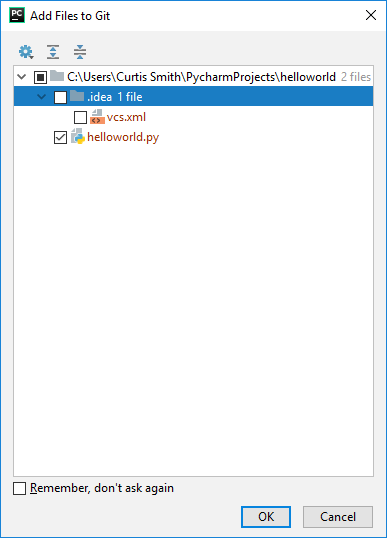 PC Add Files to Git
C:\Users\Curtis Smith\PycharmProjects\helloworld 2 files
.idea 1 file
vcs.xml
helloworld.py
Remember, don't ask again
OK Cancel